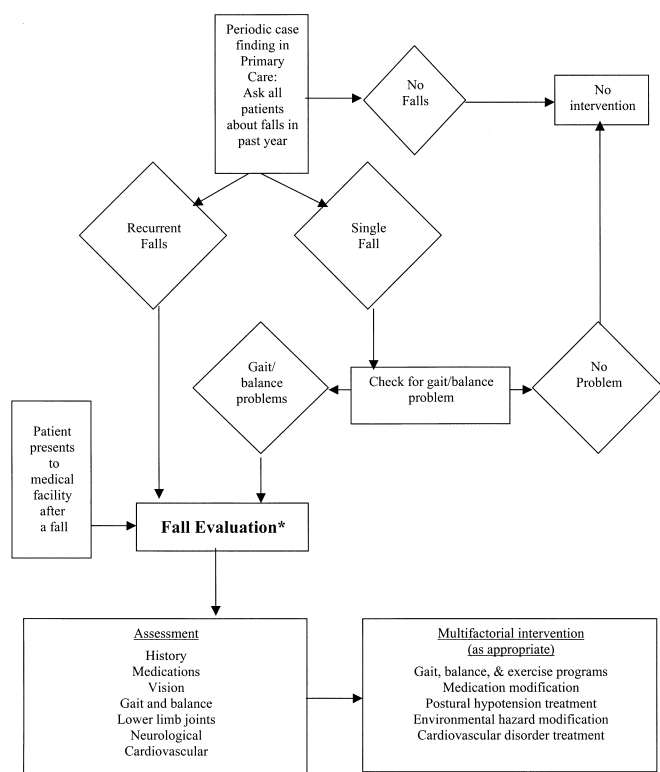 Periodic case
finding in
Primary
Care:
Ask all
patients
about falls in
past year
No
Falls
No
intervention
Recurrent
Falls
Single
Fall
Gait/
balance
problems
Check for gait/balance
problem
No
Problem
Patient
presents
to
medical
facility
after
a fall
Fall Evaluation*
Assessment
History
Medications
Vision
Gait and balance
Lower limb joints
Neurological
Cardiovascular
Multifactorial intervention
(as appropriate)
Gait, balance, & exercise programs
Medication modification
Postural hypotension treatment
Environmental hazard modification
Cardiovascular disorder treatment